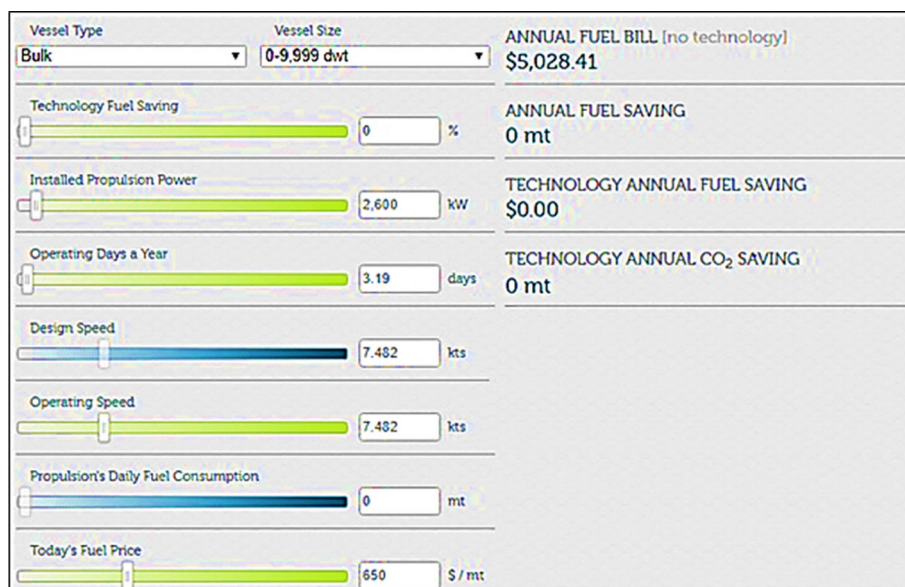 Vessel Type
Vessel Size
Bulk
0-9,999 dwt
Technology Fuel Saving
0 %
Installed Propulsion Power
2,600 kW
Operating Days a Year
3.19 days
Design Speed
7.482 kts
Operating Speed
7.482 kts
Propulsion's Daily Fuel Consumption
0 mt
Today's Fuel Price
650 $ / mt
ANNUAL FUEL BILL [no technology]
$5,028.41
ANNUAL FUEL SAVING
0 mt
TECHNOLOGY ANNUAL FUEL SAVING
$0.00
TECHNOLOGY ANNUAL CO₂ SAVING
0 mt